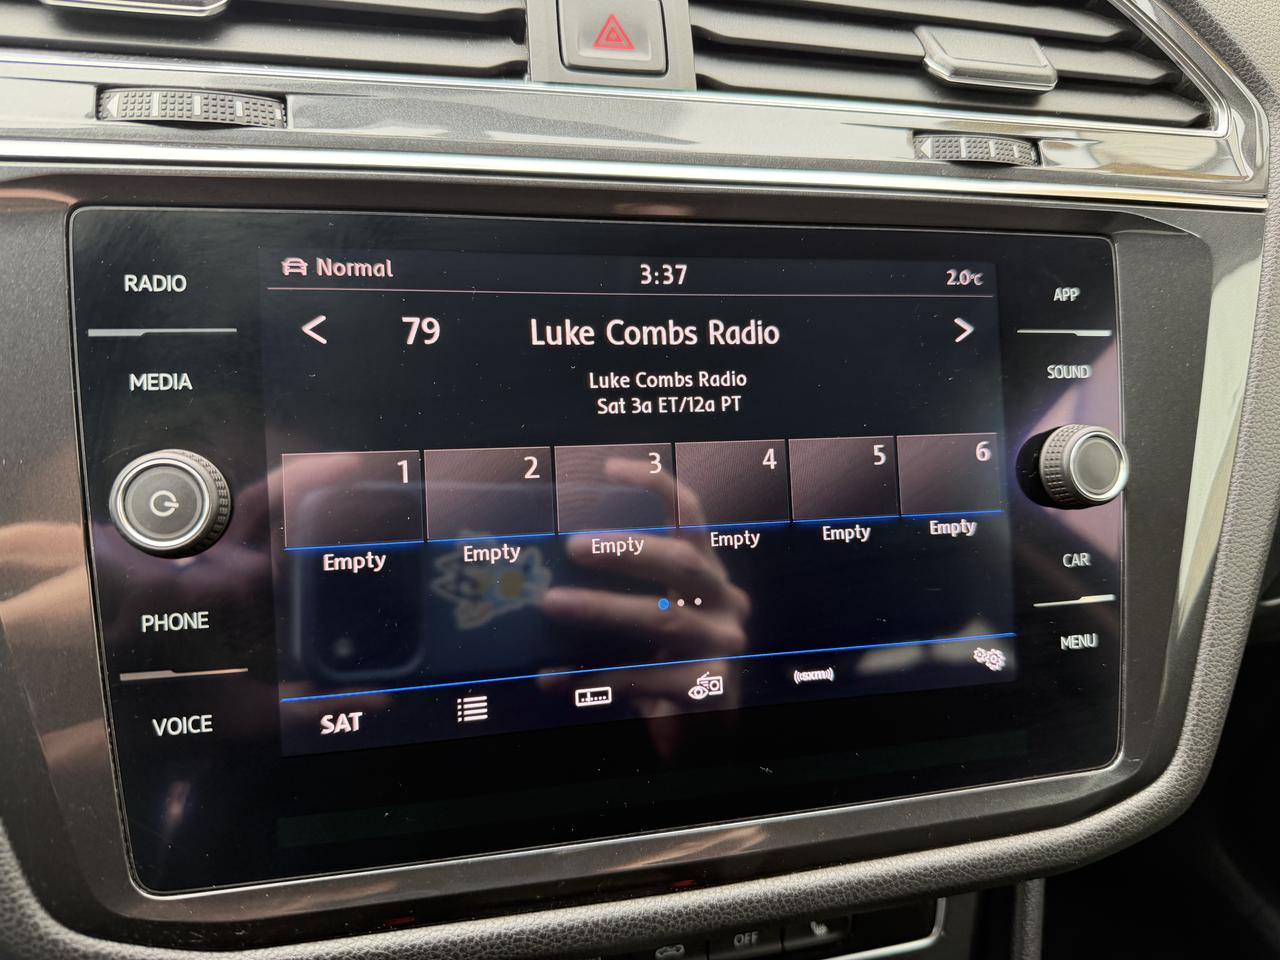 RADIO
MEDIA
PHONE
VOICE
Normal
3:37
2.0°C
79
Luke Combs Radio
Luke Combs Radio
Sat 3a ET/12a PT
1
2
3
4
5
6
Empty
Empty
Empty
Empty
Empty
Empty
SAT
((sxm))
APP
SOUND
CAR
MENU
OFF